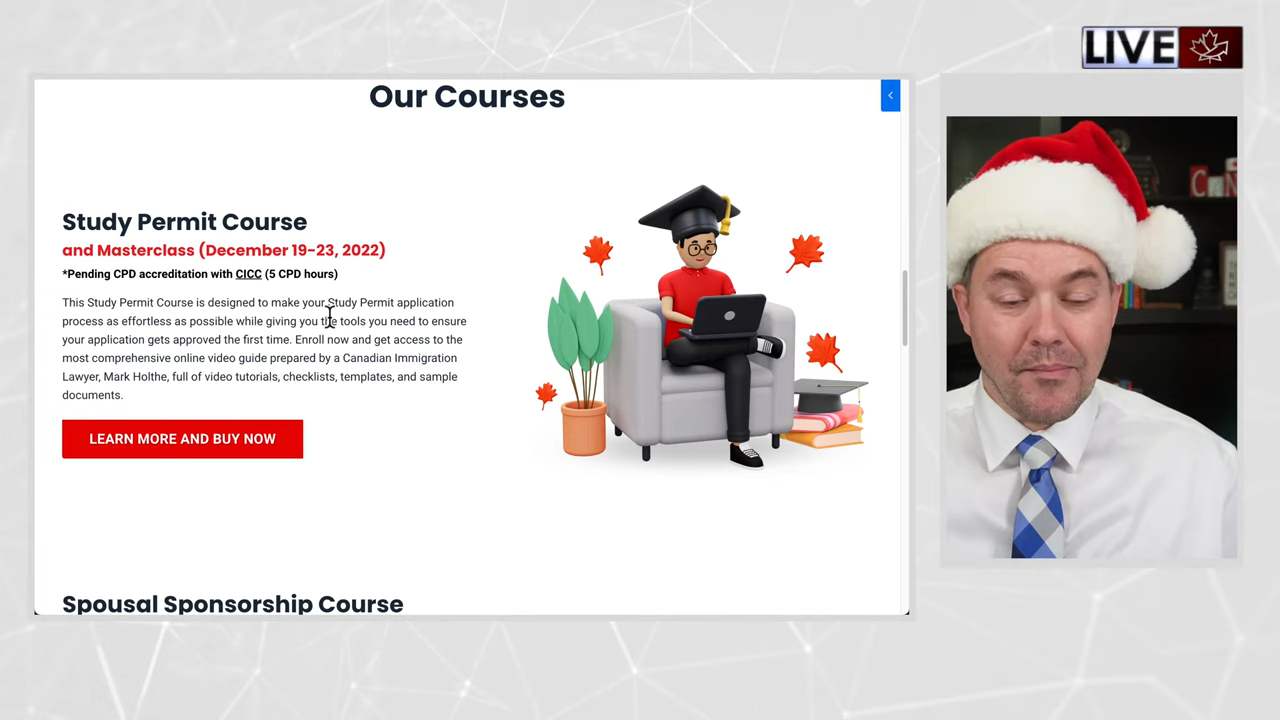 LIVE
Our Courses
Study Permit Course
and Masterclass (December 19-23, 2022)
*Pending CPD accreditation with CICC (5 CPD hours)
This Study Permit Course is designed to make your Study Permit application
process as effortless as possible while giving you the tools you need to ensure
your application gets approved the first time. Enroll now and get access to the
most comprehensive online video guide prepared by a Canadian Immigration
Lawyer, Mark Holthe, full of video tutorials, checklists, templates, and sample
documents.
LEARN MORE AND BUY NOW
Spousal Sponsorship Course